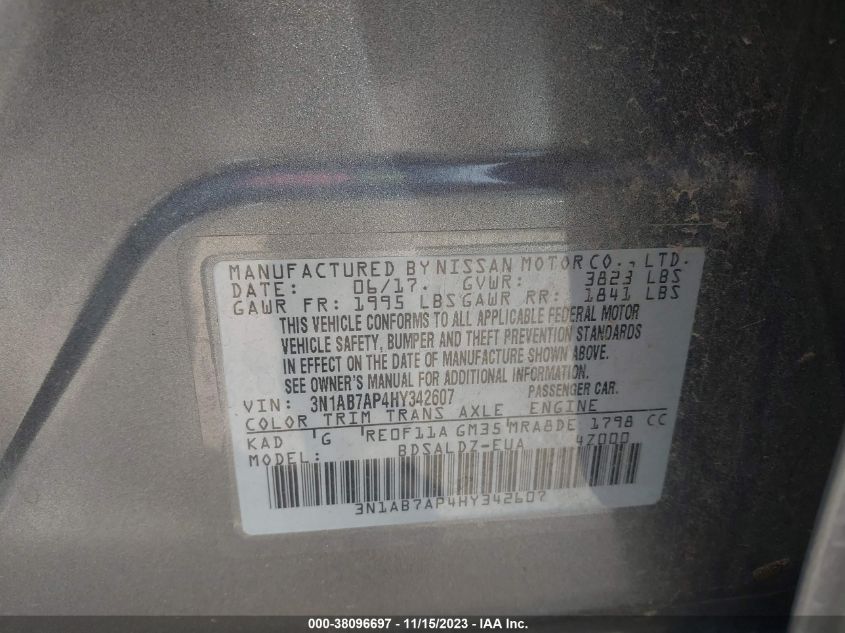 MANUFACTURED BY NISSAN MOTOR CO., LTD.
DATE: 06/17. GVWR: 3823 LBS
GAWR FR: 1995 LBS GAWR RR: 1841 LBS
THIS VEHICLE CONFORMS TO ALL APPLICABLE FEDERAL MOTOR
VEHICLE SAFETY, BUMPER AND THEFT PREVENTION STANDARDS
IN EFFECT ON THE DATE OF MANUFACTURE SHOWN ABOVE.
SEE OWNER'S MANUAL FOR ADDITIONAL INFORMATION.
VIN: 3N1AB7AP4HY342607 PASSENGER CAR.
COLOR TRIM TRANS AXLE ENGINE
KAD G RE0F11A GM35 MRA8DE 1798 CC
MODEL: BDSALDZ-EUA 47000
3N1AB7AP4HY342607
000-38096697 - 11/15/2023 - IAA Inc.